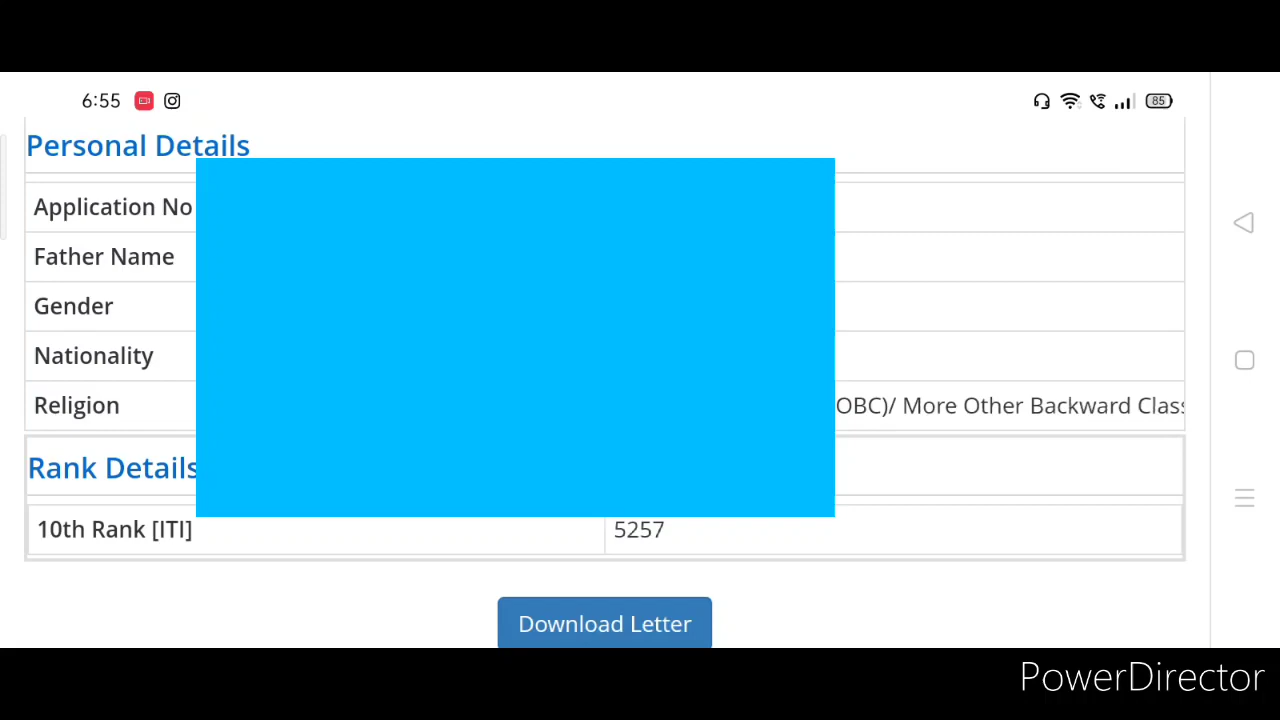 6:55 85
Personal Details
Application No
Father Name
Gender
Nationality
Religion OBC)/ More Other Backward Class
Rank Details
10th Rank [ITI] 5257
Download Letter
PowerDirector